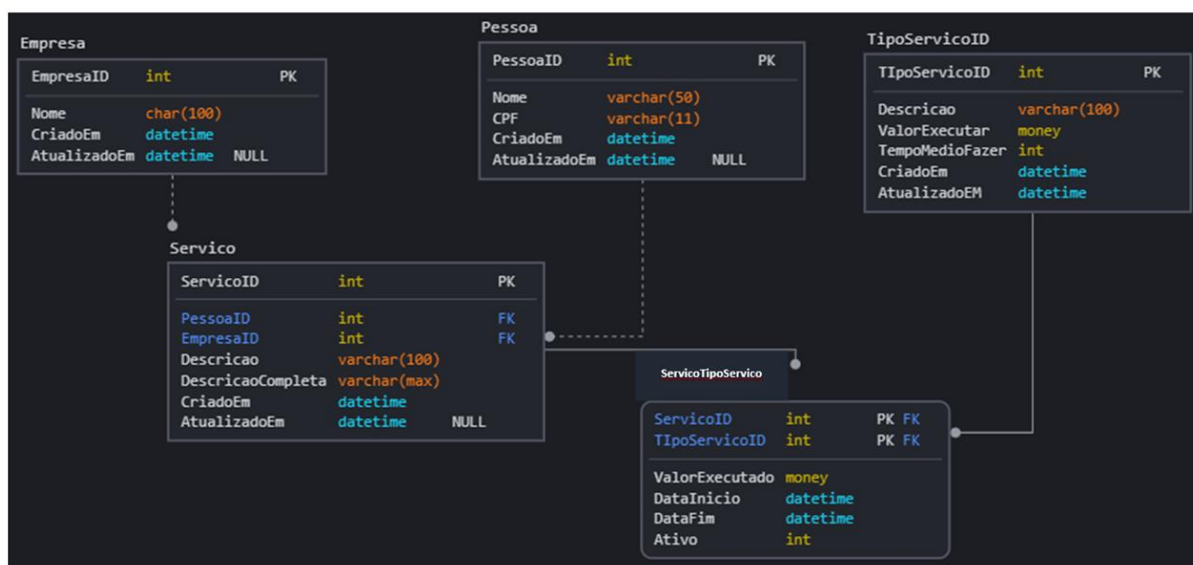 Empresa
EmpresaID int PK
Nome char(100)
CriadoEm datetime
AtualizadoEm datetime NULL
Pessoa
PessoaID int PK
Nome varchar(50)
CPF varchar(11)
CriadoEm datetime
AtualizadoEm datetime NULL
TipoServicoID
TIpoServicoID int PK
Descricao varchar(100)
ValorExecutar money
TempoMedioFazer int
CriadoEm datetime
AtualizadoEM datetime
Servico
ServicoID int PK
PessoaID int FK
EmpresaID int FK
Descricao varchar(100)
DescricaoCompleta varchar(max)
CriadoEm datetime
AtualizadoEm datetime NULL
ServicoTipoServico
ServicoID int PK FK
TIpoServicoID int PK FK
ValorExecutado money
DataInicio datetime
DataFim datetime
Ativo int